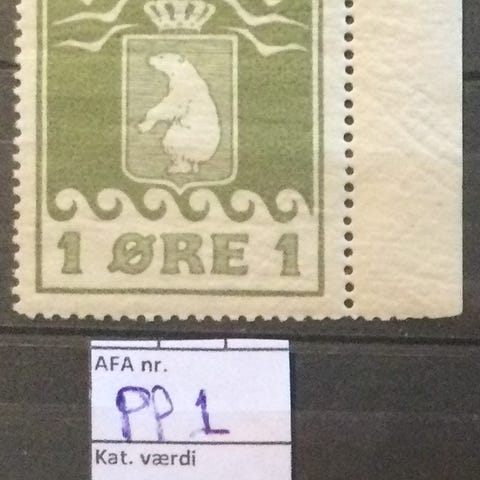 1 ØRE 1
AFA nr.
PP 1
Kat. værdi